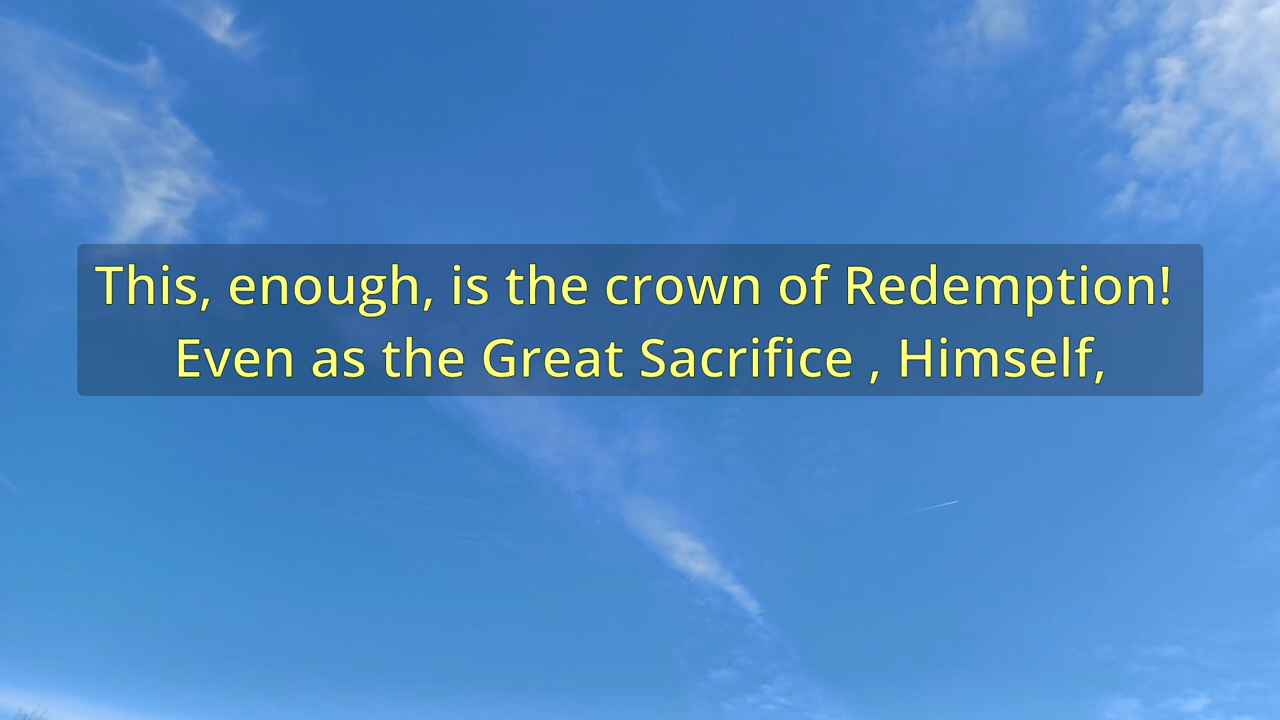 This, enough, is the crown of Redemption!
Even as the Great Sacrifice , Himself,